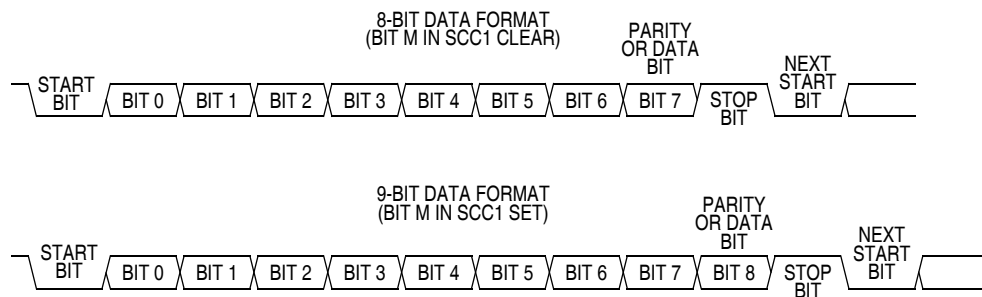 8-BIT DATA FORMAT
(BIT M IN SCC1 CLEAR)
PARITY
OR DATA
BIT
START
BIT
BIT 0
BIT 1
BIT 2
BIT 3
BIT 4
BIT 5
BIT 6
BIT 7
STOP
BIT
NEXT
START
BIT
9-BIT DATA FORMAT
(BIT M IN SCC1 SET)
PARITY
OR DATA
BIT
START
BIT
BIT 0
BIT 1
BIT 2
BIT 3
BIT 4
BIT 5
BIT 6
BIT 7
BIT 8
STOP
BIT
NEXT
START
BIT